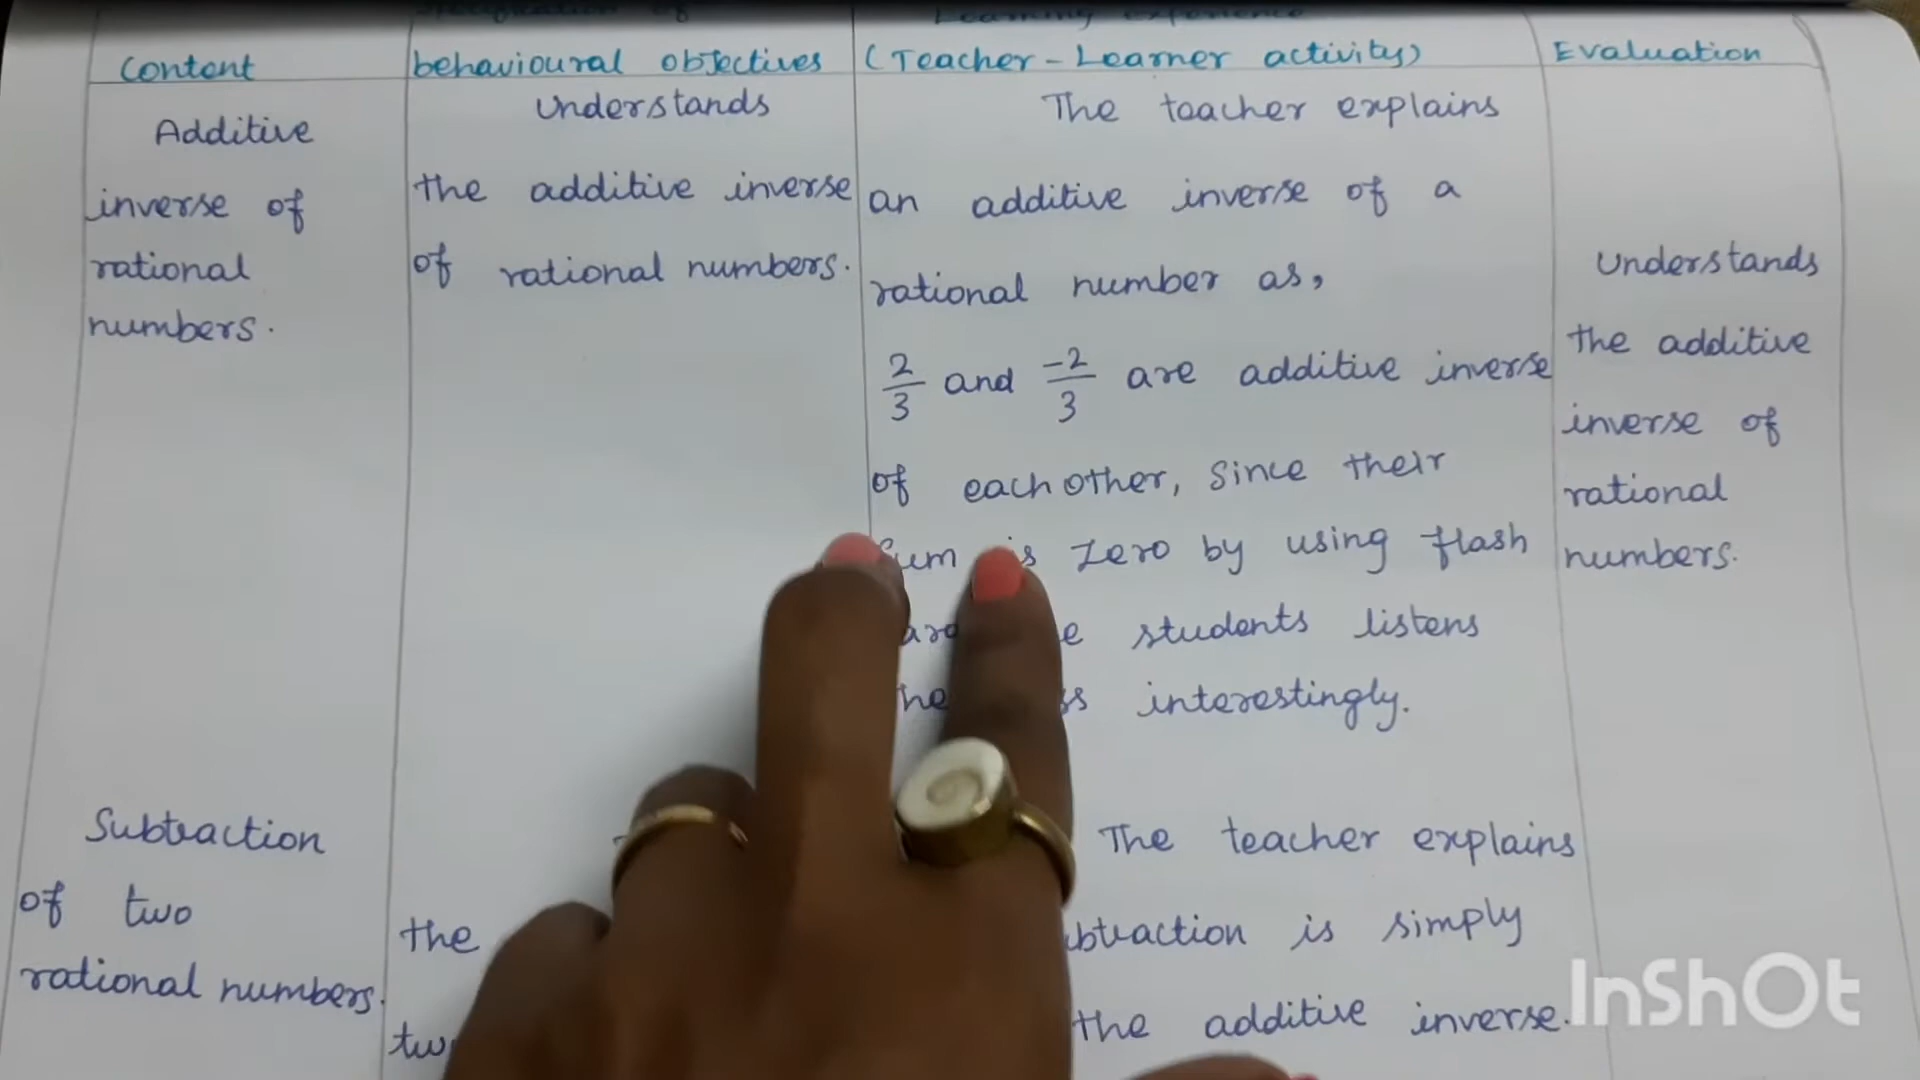 Content
behavioural objectives
(Teacher-Learner activity)
Evaluation
Additive
inverse of
rational
numbers.
Understands
the additive inverse
of rational numbers.
The teacher explains
an additive inverse of a
rational number as,
2/3 and -2/3 are additive inverse
of each other, since their
sum is zero by using flash
students listens
interestingly.
Understands
the additive
inverse of
rational
numbers.
Subtraction
of two
rational numbers.
the
The teacher explains
is simply
the additive inverse.
InShOt